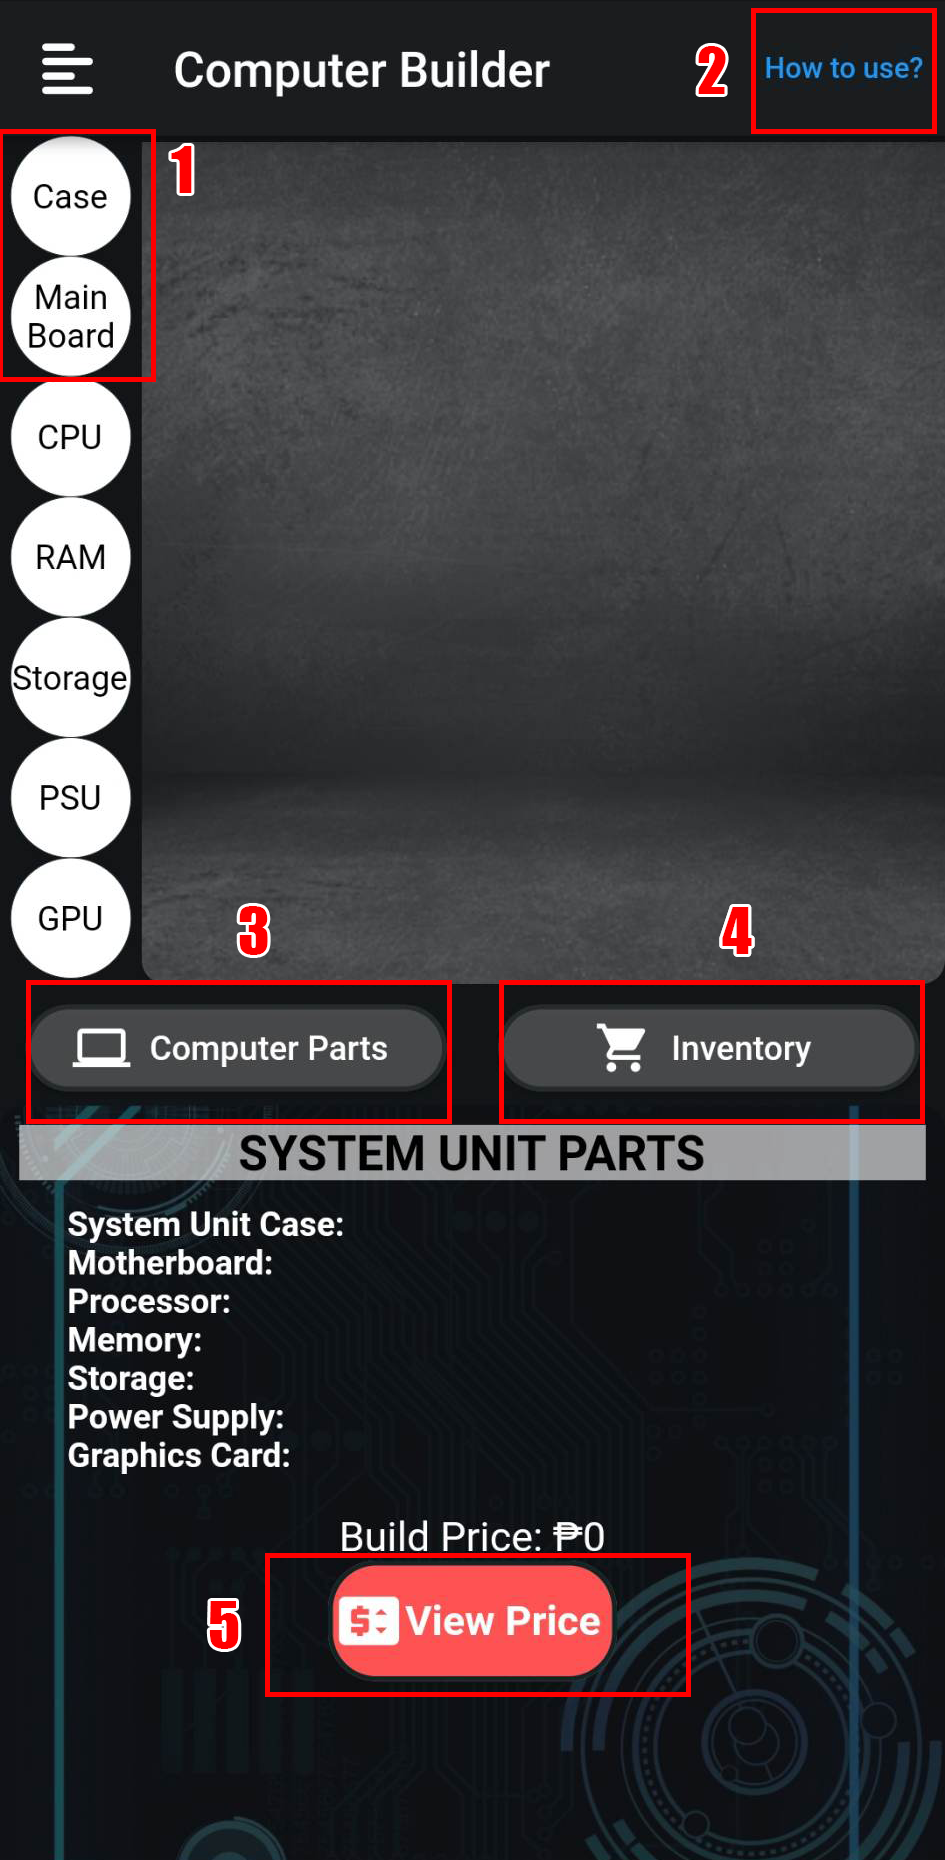 Computer Builder
2
How to use?
1
Case
Main
Board
CPU
RAM
Storage
PSU
GPU
3
4
Computer Parts
Inventory
SYSTEM UNIT PARTS
System Unit Case:
Motherboard:
Processor:
Memory:
Storage:
Power Supply:
Graphics Card:
Build Price: ₱0
5
$ View Price